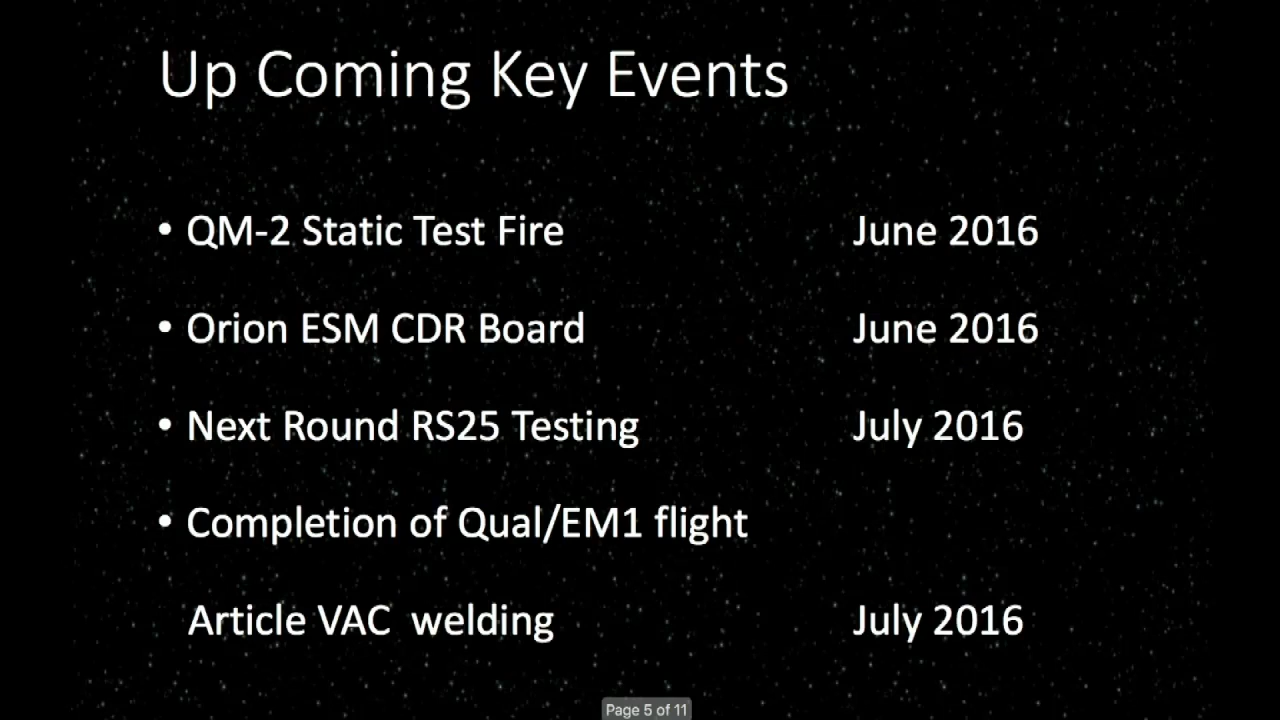 Up Coming Key Events
• QM-2 Static Test Fire June 2016
• Orion ESM CDR Board June 2016
• Next Round RS25 Testing July 2016
• Completion of Qual/EM1 flight
Article VAC  welding July 2016
Page 5 of 11